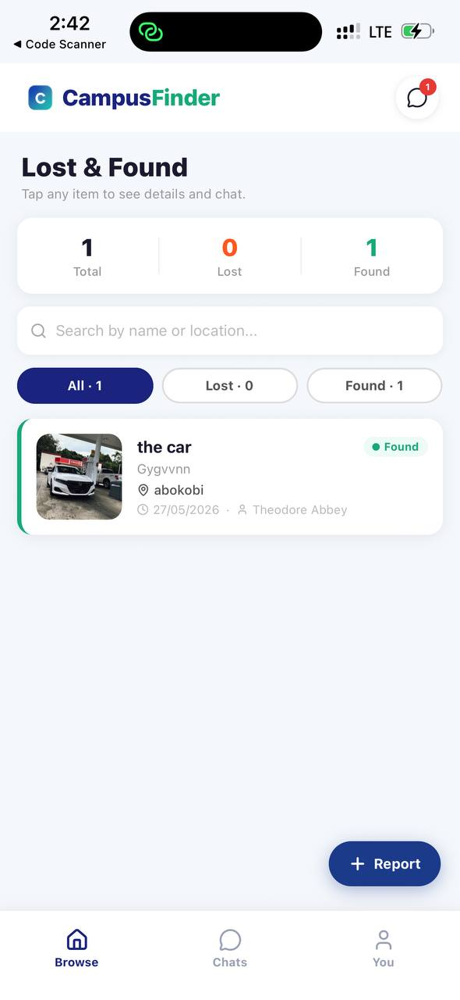 2:42
LTE
◀ Code Scanner
C CampusFinder
1
Lost & Found
Tap any item to see details and chat.
1 0 1
Total Lost Found
Search by name or location...
All · 1 Lost · 0 Found · 1
the car
Found
Gygvvnn
abokobi
27/05/2026 · Theodore Abbey
+ Report
Browse Chats You